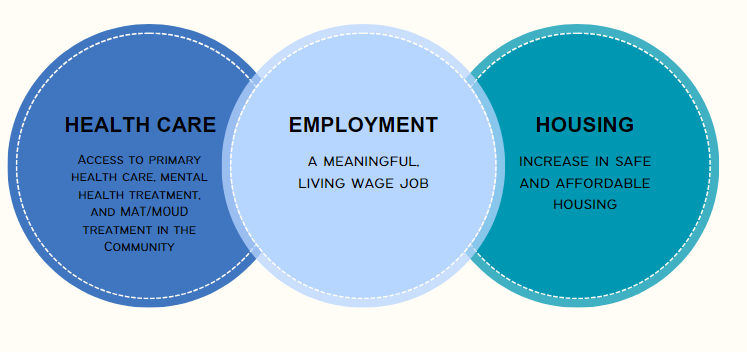 HEALTH CARE
ACCESS TO PRIMARY
HEALTH CARE, MENTAL
HEALTH TREATMENT,
AND MAT/MOUD
TREATMENT IN THE
COMMUNITY
EMPLOYMENT
A MEANINGFUL,
LIVING WAGE JOB
HOUSING
INCREASE IN SAFE
AND AFFORDABLE
HOUSING